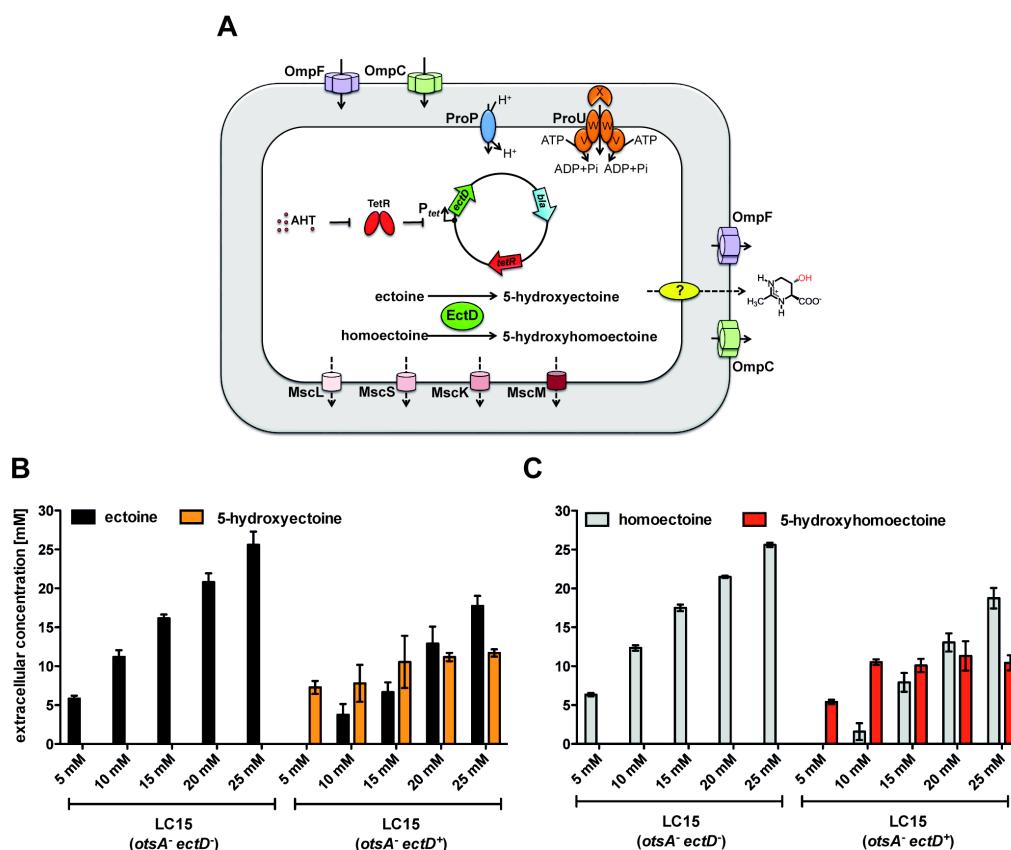 A
OmpF
OmpC
H⁺
ProP
H⁺
X
ProU
W W
V V
ATP
ATP
ADP+Pi ADP+Pi
AHT
TetR
P tet
ectD
bla
tetR
OmpF
ectoine
5-hydroxyectoine
EctD
homoectoine
5-hydroxyhomoectoine
?
H
N
OH
+
H₃C
N
H
COO⁻
OmpC
MscL
MscS
MscK
MscM
B
extracellular concentration [mM]
30
25
20
15
10
5
0
ectoine
5-hydroxyectoine
5 mM
10 mM
15 mM
20 mM
25 mM
5 mM
10 mM
15 mM
20 mM
25 mM
LC15
(otsA⁻ ectD⁻)
LC15
(otsA⁻ ectD⁺)
C
30
25
20
15
10
5
0
homoectoine
5-hydroxyhomoectoine
5 mM
10 mM
15 mM
20 mM
25 mM
5 mM
10 mM
15 mM
20 mM
25 mM
LC15
(otsA⁻ ectD⁻)
LC15
(otsA⁻ ectD⁺)